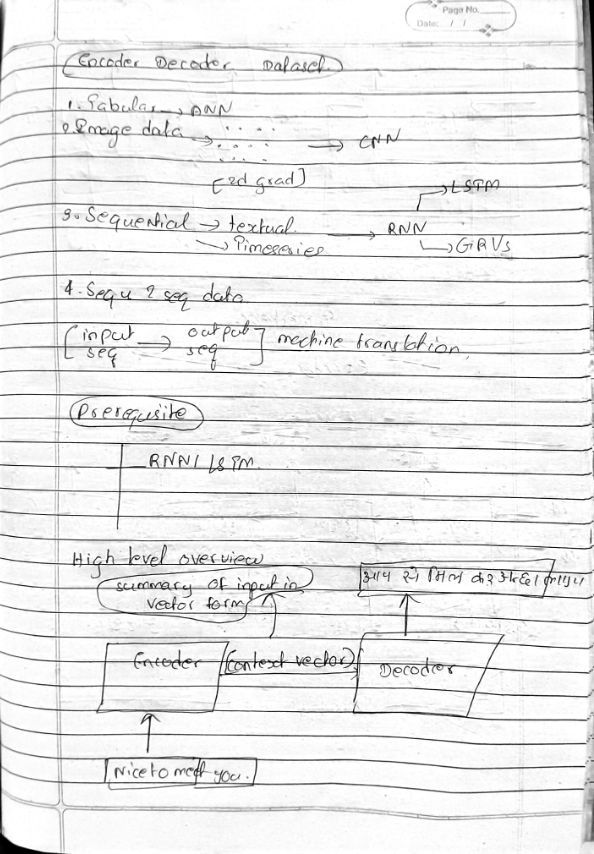 Page No.
Date: / /
Encoder Decoder Dataset
1. Tabular → ANN
2. Image data → → CNN
[2d grad]
→ LSTM
3. Sequential → textual → RNN
→ Timeseries → GRUs
4. Sequ 2 seq data
[input seq → output seq] machine translation.
Prerequisite
RNN / LSTM
High level overview
summary of input in
vector form
आप से मिल कर अच्छा लगा
Encoder (context vector) Decoder
Nice to meet you.